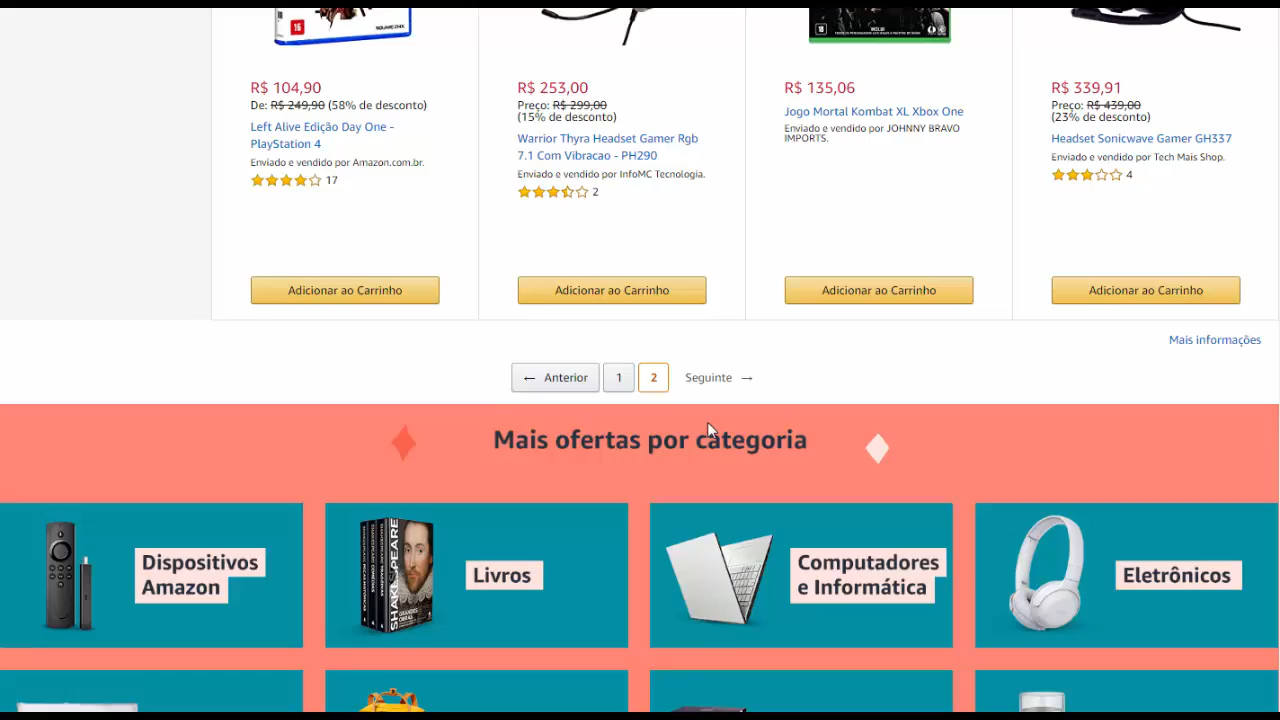 16
SQUARE ENIX
18
R$ 104,90
De: R$ 249,90 (58% de desconto)
Left Alive Edição Day One -
PlayStation 4
Enviado e vendido por Amazon.com.br.
17
Adicionar ao Carrinho
R$ 253,00
Preço: R$ 299,00
(15% de desconto)
Warrior Thyra Headset Gamer Rgb
7.1 Com Vibracao - PH290
Enviado e vendido por InfoMC Tecnologia.
2
Adicionar ao Carrinho
R$ 135,06
Jogo Mortal Kombat XL Xbox One
Enviado e vendido por JOHNNY BRAVO
IMPORTS.
Adicionar ao Carrinho
R$ 339,91
Preço: R$ 439,00
(23% de desconto)
Headset Sonicwave Gamer GH337
Enviado e vendido por Tech Mais Shop.
4
Adicionar ao Carrinho
Mais informações
← Anterior 1 2 Seguinte →
Mais ofertas por categoria
Dispositivos
Amazon
SHAKESPEARE
Livros
Computadores
e Informática
Eletrônicos